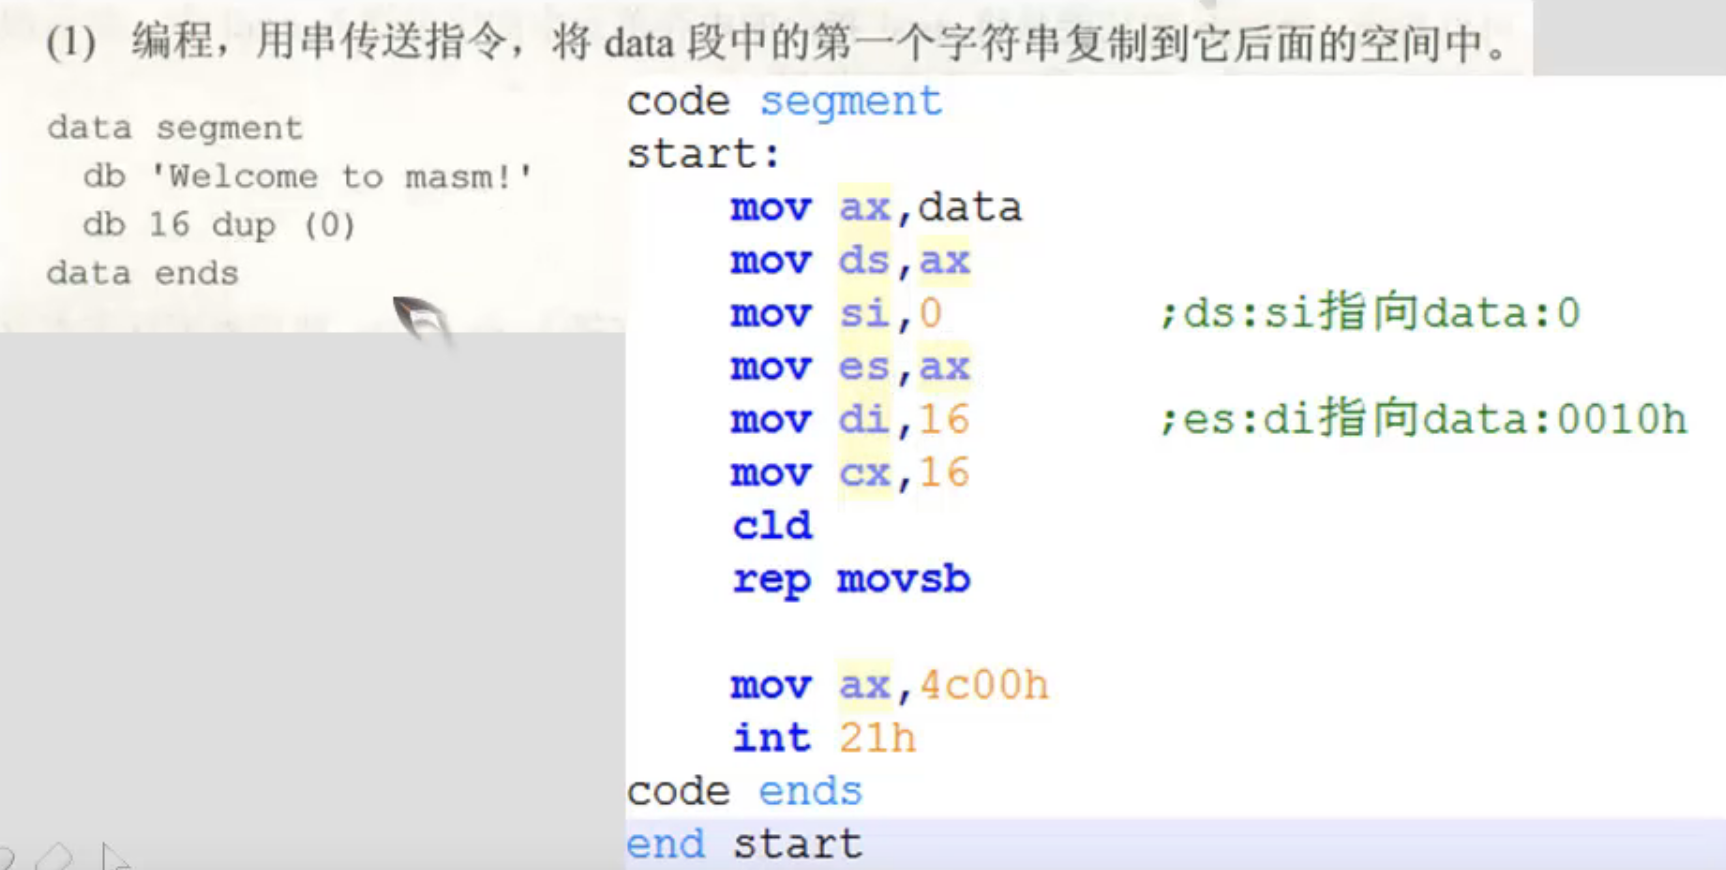 (1) 编程，用串传送指令，将 data 段中的第一个字符串复制到它后面的空间中。
data segment
db 'Welcome to masm!'
db 16 dup (0)
data ends
code segment
start:
mov ax,data
mov ds,ax
mov si,0 ;ds:si指向data:0
mov es,ax
mov di,16 ;es:di指向data:0010h
mov cx,16
cld
rep movsb
mov ax,4c00h
int 21h
code ends
end start